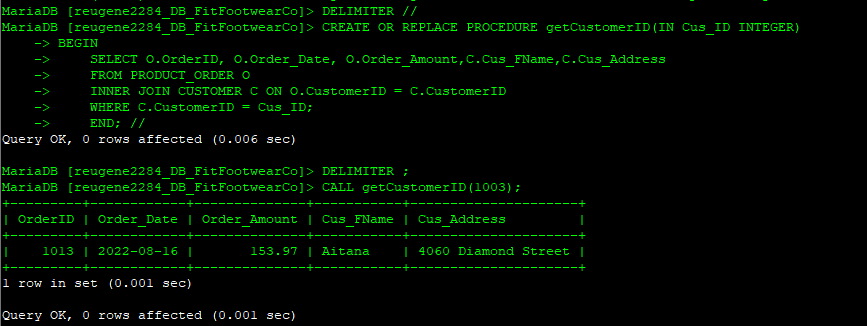 MariaDB [reugene2284_DB_FitFootwearCo]> DELIMITER //
MariaDB [reugene2284_DB_FitFootwearCo]> CREATE OR REPLACE PROCEDURE getCustomerID(IN Cus_ID INTEGER)
    -> BEGIN
    ->     SELECT O.OrderID, O.Order_Date, O.Order_Amount,C.Cus_FName,C.Cus_Address
    ->     FROM PRODUCT_ORDER O
    ->     INNER JOIN CUSTOMER C ON O.CustomerID = C.CustomerID
    ->     WHERE C.CustomerID = Cus_ID;
    ->     END; //
Query OK, 0 rows affected (0.006 sec)

MariaDB [reugene2284_DB_FitFootwearCo]> DELIMITER ;
MariaDB [reugene2284_DB_FitFootwearCo]> CALL getCustomerID(1003);
+---------+------------+--------------+-----------+---------------------+
| OrderID | Order_Date | Order_Amount | Cus_FName | Cus_Address         |
+---------+------------+--------------+-----------+---------------------+
|    1013 | 2022-08-16 |       153.97 | Aitana    | 4060 Diamond Street |
+---------+------------+--------------+-----------+---------------------+
1 row in set (0.001 sec)

Query OK, 0 rows affected (0.001 sec)